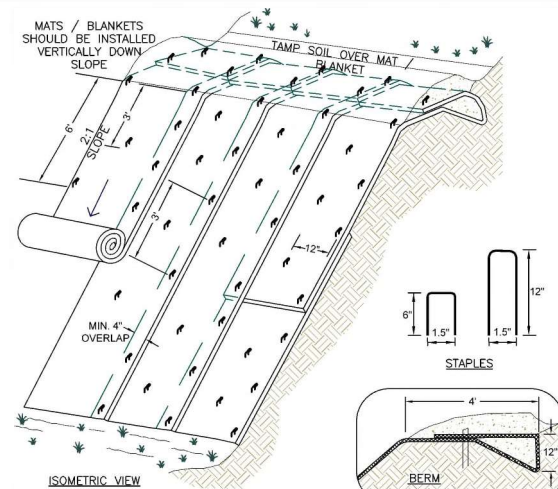 MATS / BLANKETS
SHOULD BE INSTALLED
VERTICALLY DOWN
SLOPE
TAMP SOIL OVER MAT /
BLANKET
6'
3'
2:1
SLOPE
3'
12"
MIN. 4"
OVERLAP
12"
6"
1.5"
1.5"
STAPLES
4'
12"
BERM
ISOMETRIC VIEW